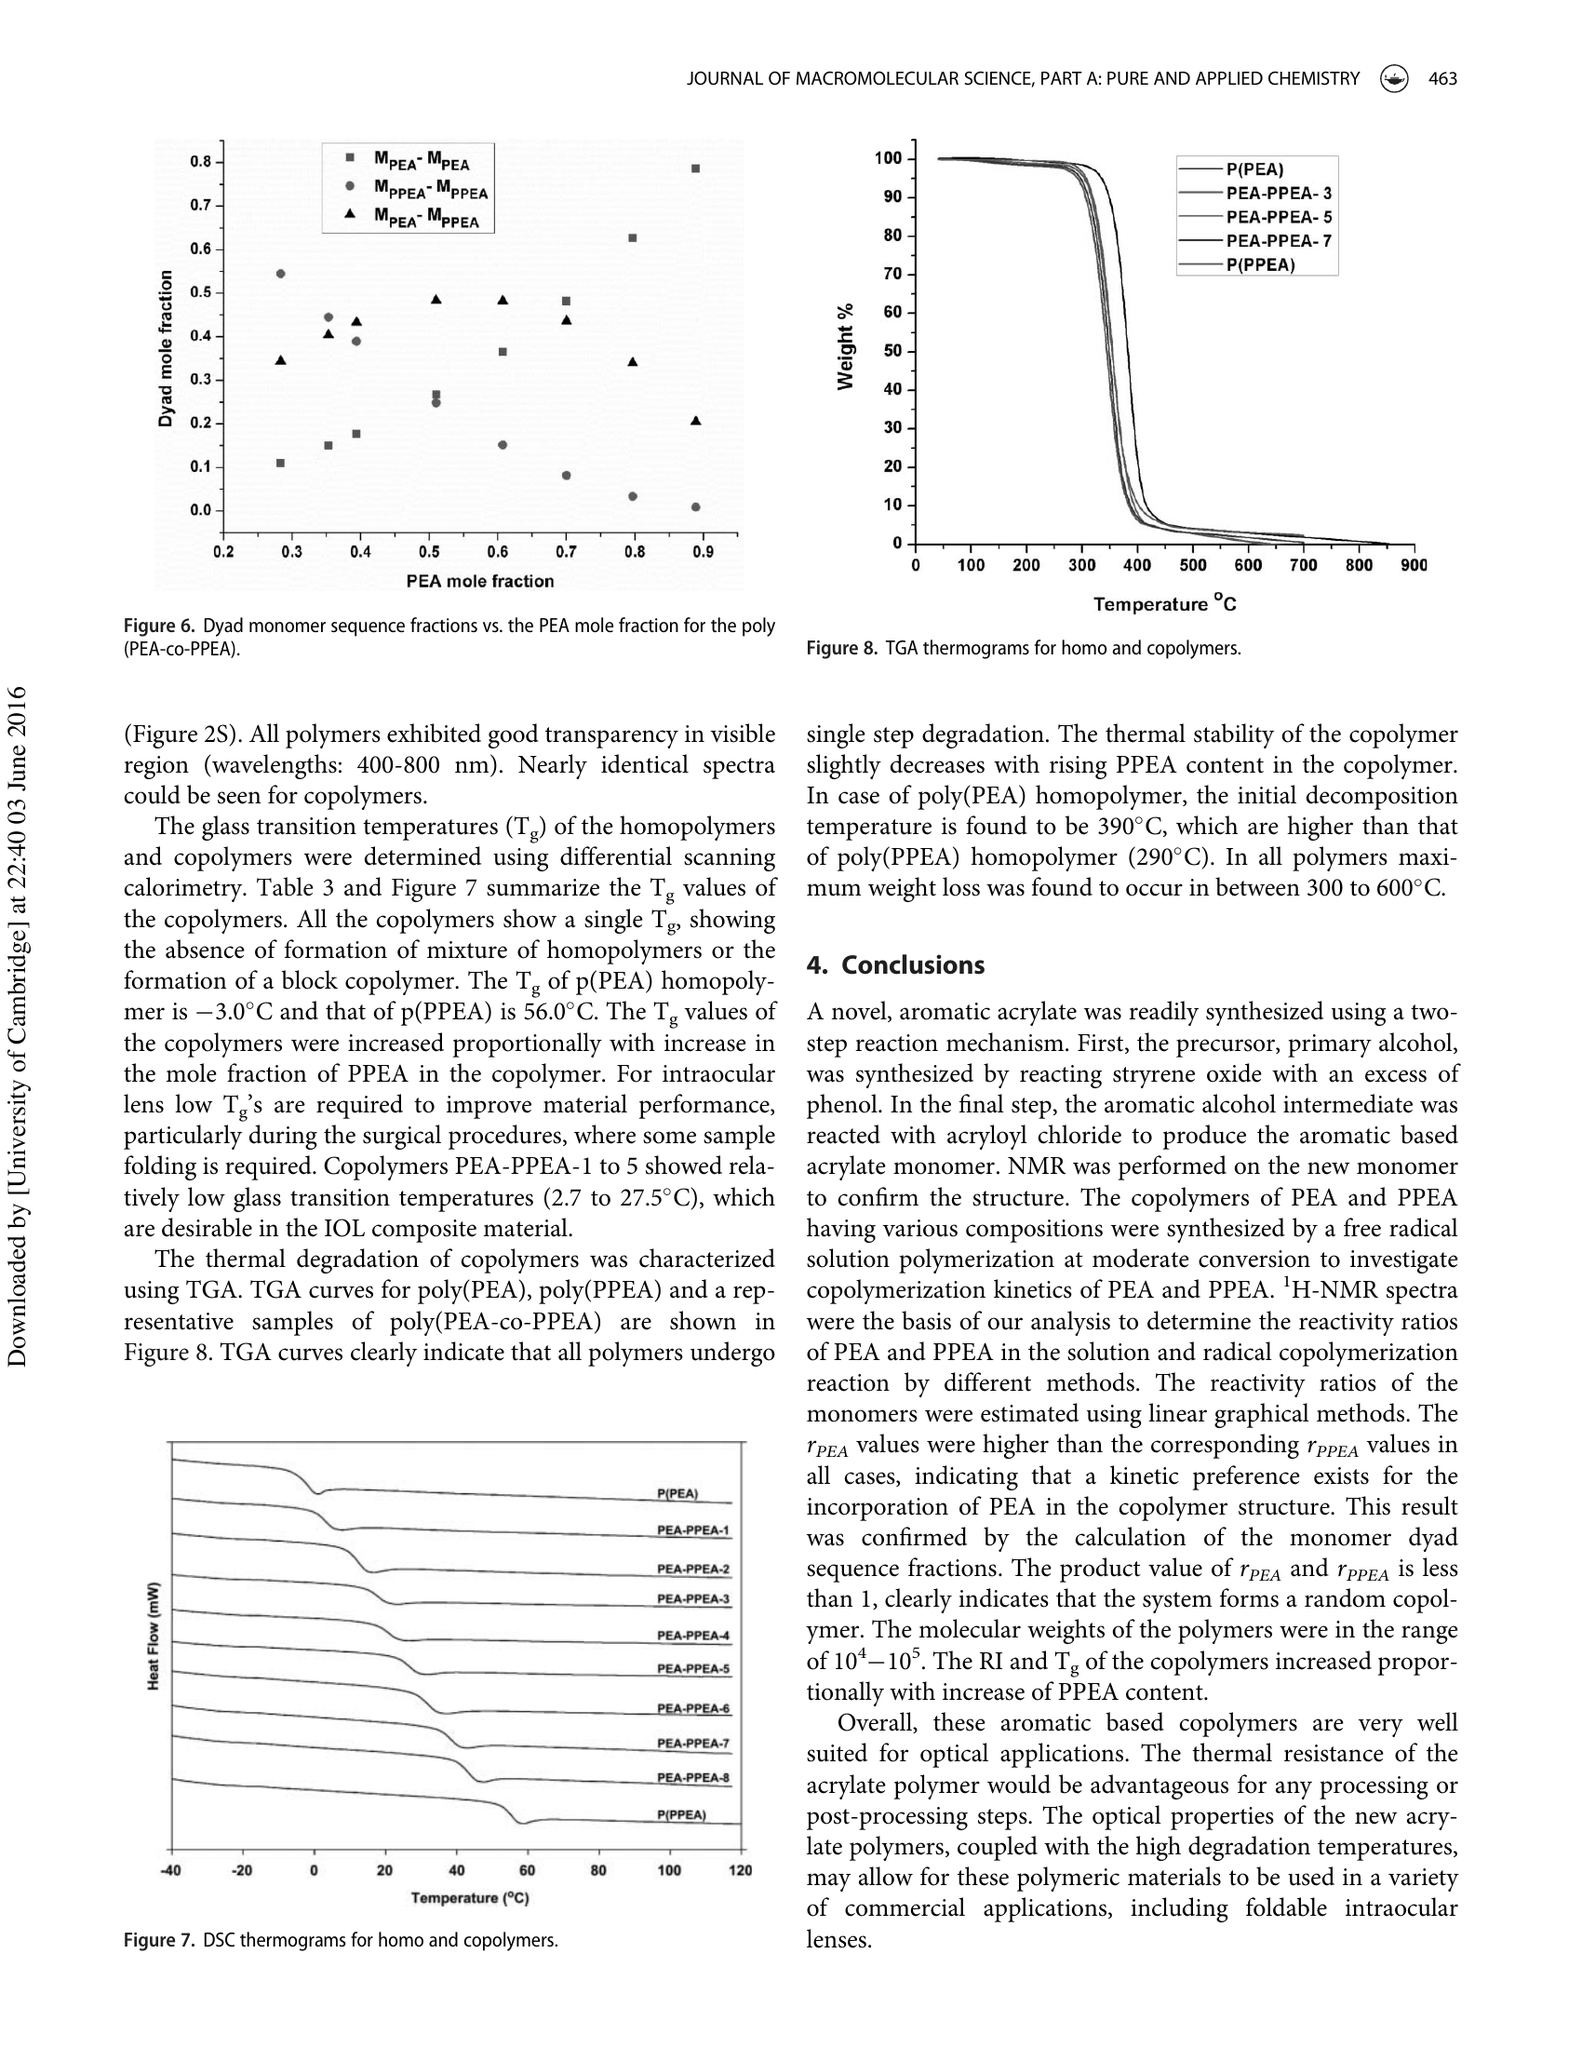 JOURNAL OF MACROMOLECULAR SCIENCE, PART A: PURE AND APPLIED CHEMISTRY 463
M_PEA- M_PEA
M_PPEA- M_PPEA
M_PEA- M_PPEA
Dyad mole fraction
0.8
0.7
0.6
0.5
0.4
0.3
0.2
0.1
0.0
0.2 0.3 0.4 0.5 0.6 0.7 0.8 0.9
PEA mole fraction
Figure 6. Dyad monomer sequence fractions vs. the PEA mole fraction for the poly
(PEA-co-PPEA).
P(PEA)
PEA-PPEA- 3
PEA-PPEA- 5
PEA-PPEA- 7
P(PPEA)
Weight %
100
90
80
70
60
50
40
30
20
10
0
0 100 200 300 400 500 600 700 800 900
Temperature °C
Figure 8. TGA thermograms for homo and copolymers.
(Figure 2S). All polymers exhibited good transparency in visible
region (wavelengths: 400-800 nm). Nearly identical spectra
could be seen for copolymers.
The glass transition temperatures (T_g) of the homopolymers
and copolymers were determined using differential scanning
calorimetry. Table 3 and Figure 7 summarize the T_g values of
the copolymers. All the copolymers show a single T_g, showing
the absence of formation of mixture of homopolymers or the
formation of a block copolymer. The T_g of p(PEA) homopoly-
mer is −3.0°C and that of p(PPEA) is 56.0°C. The T_g values of
the copolymers were increased proportionally with increase in
the mole fraction of PPEA in the copolymer. For intraocular
lens low T_g's are required to improve material performance,
particularly during the surgical procedures, where some sample
folding is required. Copolymers PEA-PPEA-1 to 5 showed rela-
tively low glass transition temperatures (2.7 to 27.5°C), which
are desirable in the IOL composite material.
The thermal degradation of copolymers was characterized
using TGA. TGA curves for poly(PEA), poly(PPEA) and a rep-
resentative samples of poly(PEA-co-PPEA) are shown in
Figure 8. TGA curves clearly indicate that all polymers undergo
P(PEA)
PEA-PPEA-1
PEA-PPEA-2
PEA-PPEA-3
PEA-PPEA-4
PEA-PPEA-5
PEA-PPEA-6
PEA-PPEA-7
PEA-PPEA-8
P(PPEA)
Heat Flow (mW)
-40 -20 0 20 40 60 80 100 120
Temperature (°C)
Figure 7. DSC thermograms for homo and copolymers.
single step degradation. The thermal stability of the copolymer
slightly decreases with rising PPEA content in the copolymer.
In case of poly(PEA) homopolymer, the initial decomposition
temperature is found to be 390°C, which are higher than that
of poly(PPEA) homopolymer (290°C). In all polymers maxi-
mum weight loss was found to occur in between 300 to 600°C.
4. Conclusions
A novel, aromatic acrylate was readily synthesized using a two-
step reaction mechanism. First, the precursor, primary alcohol,
was synthesized by reacting stryrene oxide with an excess of
phenol. In the final step, the aromatic alcohol intermediate was
reacted with acryloyl chloride to produce the aromatic based
acrylate monomer. NMR was performed on the new monomer
to confirm the structure. The copolymers of PEA and PPEA
having various compositions were synthesized by a free radical
solution polymerization at moderate conversion to investigate
copolymerization kinetics of PEA and PPEA. ¹H-NMR spectra
were the basis of our analysis to determine the reactivity ratios
of PEA and PPEA in the solution and radical copolymerization
reaction by different methods. The reactivity ratios of the
monomers were estimated using linear graphical methods. The
r_PEA values were higher than the corresponding r_PPEA values in
all cases, indicating that a kinetic preference exists for the
incorporation of PEA in the copolymer structure. This result
was confirmed by the calculation of the monomer dyad
sequence fractions. The product value of r_PEA and r_PPEA is less
than 1, clearly indicates that the system forms a random copol-
ymer. The molecular weights of the polymers were in the range
of 10⁴−10⁵. The RI and T_g of the copolymers increased propor-
tionally with increase of PPEA content.
Overall, these aromatic based copolymers are very well
suited for optical applications. The thermal resistance of the
acrylate polymer would be advantageous for any processing or
post-processing steps. The optical properties of the new acry-
late polymers, coupled with the high degradation temperatures,
may allow for these polymeric materials to be used in a variety
of commercial applications, including foldable intraocular
lenses.
Downloaded by [University of Cambridge] at 22:40 03 June 2016